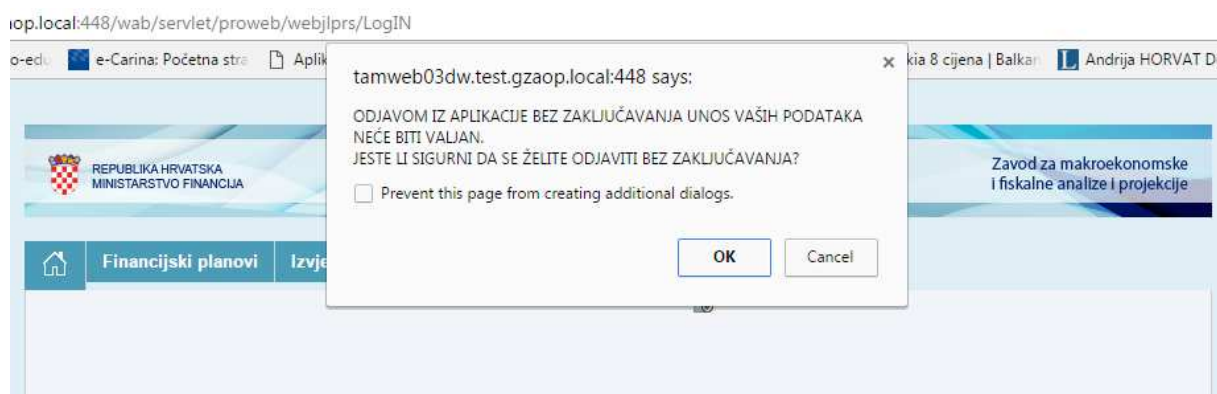 aop.local:448/wab/servlet/proweb/webjlprs/LogIN
e-Carina: Početna stra
tamweb03dw.test.gzaop.local:448 says:
8 cijena | Balkan
Andrija HORVAT D
ODJAVOM IZ APLIKACIJE BEZ ZAKLJUČAVANJA UNOS VAŠIH PODATAKA
NEĆE BITI VALJAN.
JESTE LI SIGURNI DA SE ŽELITE ODJAVITI BEZ ZAKLJUČAVANJA?
Prevent this page from creating additional dialogs.
OK
Cancel
REPUBLIKA HRVATSKA
MINISTARSTVO FINANCIJA
Zavod za makroekonomske
i fiskalne analize i projekcije
Financijski planovi